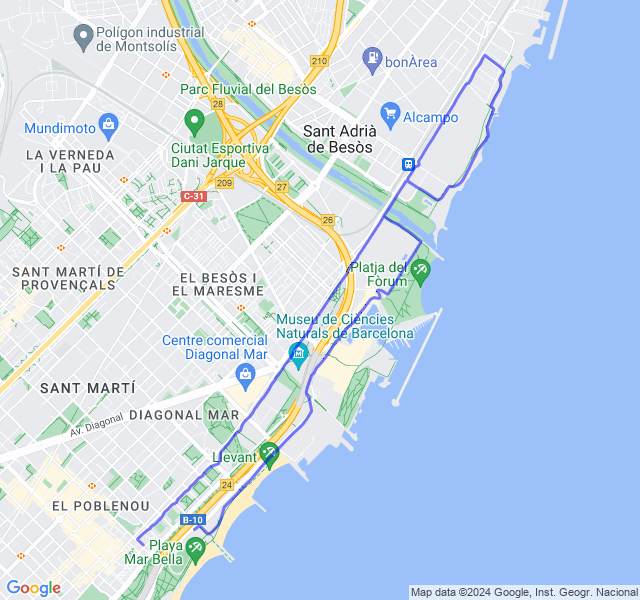 Polígon industrial
de Montsolís
210
bonÀrea
Parc Fluvial del Besòs
28
Mundimoto
Alcampo
Sant Adrià
de Besòs
Ciutat Esportiva
Dani Jarque
LA VERNEDA
I LA PAU
209
27
C-31
26
SANT MARTÍ DE
PROVENÇALS
EL BESÒS I
EL MARESME
Platja del
Fòrum
Museu de Ciències
Naturals de Barcelona
Centre comercial
Diagonal Mar
SANT MARTÍ
DIAGONAL MAR
Av. Diagonal
Llevant
24
EL POBLENOU
B-10
Playa
Mar Bella
Google
Map data ©2024 Google, Inst. Geogr. Nacional